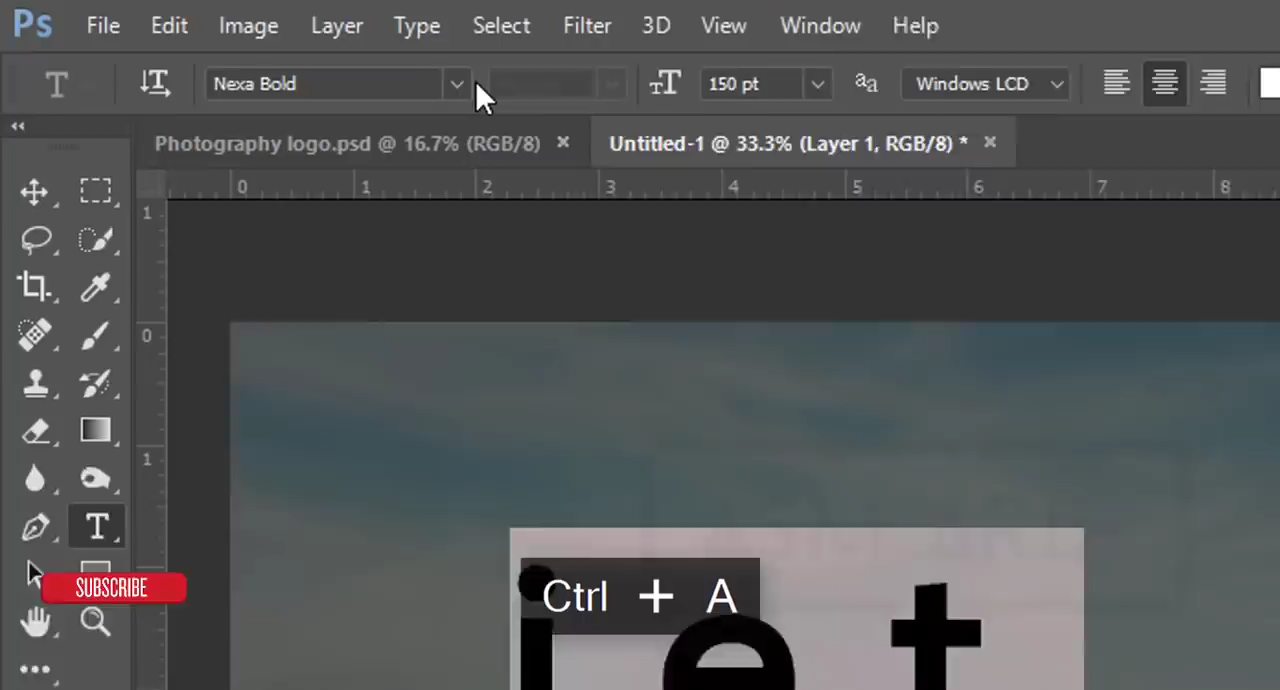 Ps File Edit Image Layer Type Select Filter 3D View Window Help
T T Nexa Bold TT 150 pt aa Windows LCD
Photography logo.psd @ 16.7% (RGB/8) × Untitled-1 @ 33.3% (Layer 1, RGB/8) * ×
0 1 2 3 4 5 6 7 8
1
0
1
T
SUBSCRIBE
Ctrl + A
i e t